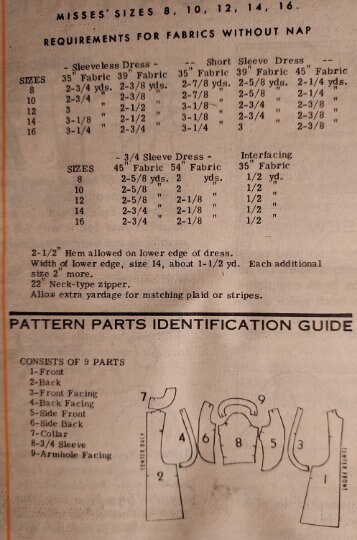 MISSES' SIZES 8, 10, 12, 14, 16.
REQUIREMENTS FOR FABRICS WITHOUT NAP
- Sleeveless Dress - -- Short Sleeve Dress --
SIZES 35" Fabric 39" Fabric 35" Fabric 39" Fabric 45" Fabric
8 2-3/4 yds. 2-3/8 yds. 2-7/8 yds. 2-5/8 yds. 2-1/4 yds.
10 2-3/4 " 2-3/8 " 2-7/8 " 2-5/8 " 2-1/4 "
12 3 " 2-1/2 " 3-1/8 " 2-3/4 " 2-3/8 "
14 3-1/8 " 2-1/2 " 3-1/8 " 2-3/4 " 2-3/8 "
16 3-1/4 " 2-3/4 " 3-1/4 " 3 " 2-3/8 "
- 3/4 Sleeve Dress - Interfacing
SIZES 45" Fabric 54" Fabric 35" Fabric
8 2-5/8 yds. 2 yds. 1/2 yd.
10 2-5/8 " 2 " 1/2 "
12 2-5/8 " 2-1/8 " 1/2 "
14 2-3/4 " 2-1/8 " 1/2 "
16 2-3/4 " 2-1/8 " 1/2 "
2-1/2" Hem allowed on lower edge of dress.
Width of lower edge, size 14, about 1-1/2 yd. Each additional
size 2" more.
22" Neck-type zipper.
Allow extra yardage for matching plaid or stripes.
PATTERN PARTS IDENTIFICATION GUIDE
CONSISTS OF 9 PARTS
1-Front
2-Back
3-Front Facing
4-Back Facing
5-Side Front
6-Side Back
7-Collar
8-3/4 Sleeve
9-Armhole Facing
7
9
4
6
8
5
3
2
1
CENTER BACK
CENTER FRONT